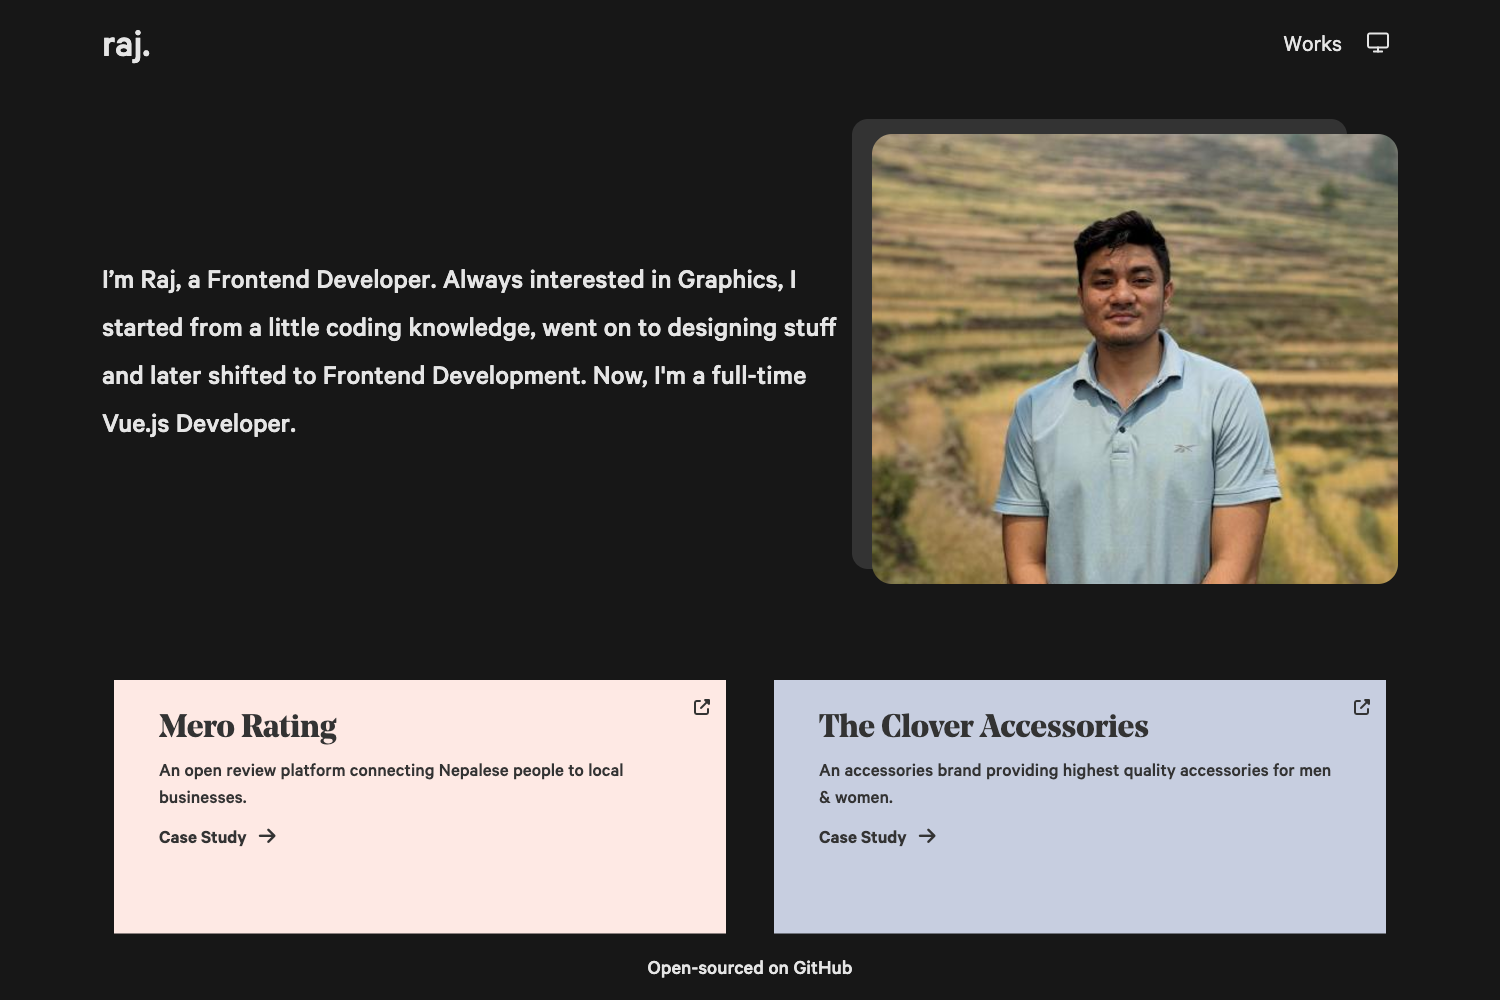 raj.
Works
I’m Raj, a Frontend Developer. Always interested in Graphics, I
started from a little coding knowledge, went on to designing stuff
and later shifted to Frontend Development. Now, I'm a full-time
Vue.js Developer.
Mero Rating
An open review platform connecting Nepalese people to local
businesses.
Case Study
The Clover Accessories
An accessories brand providing highest quality accessories for men
& women.
Case Study
Open-sourced on GitHub